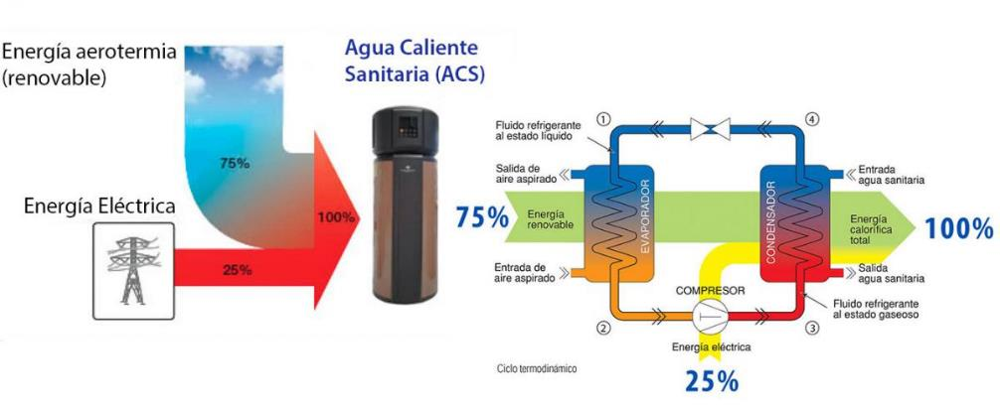 Energía aerotermia
(renovable)
Agua Caliente
Sanitaria (ACS)
75%
Energía Eléctrica
100%
25%
Fluido refrigerante
al estado líquido
1
4
Salida de
aire aspirado
Entrada
agua sanitaria
EVAPORADOR
CONDENSADOR
75%
Energía
renovable
Energía
calorífica
total
100%
Entrada de
aire aspirado
Salida
agua sanitaria
COMPRESOR
Fluido refrigerante
al estado gaseoso
2
3
Energía eléctrica
Ciclo termodinámico
25%